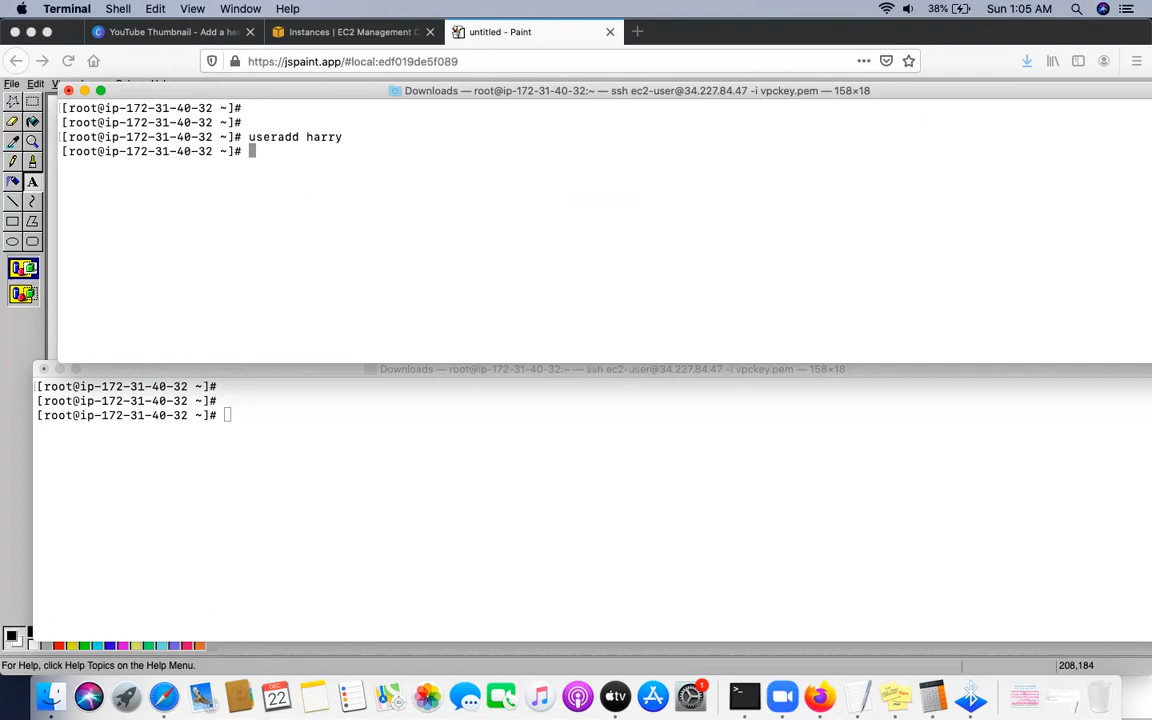 Terminal Shell Edit View Window Help 38% Sun 1:05 AM
YouTube Thumbnail - Add a he Instances | EC2 Management C untitled - Paint
https://jspaint.app/#local:edf019de5f089
File Edit
Downloads — root@ip-172-31-40-32:~ — ssh ec2-user@34.227.84.47 -i vpckey.pem — 158×18
[root@ip-172-31-40-32 ~]#
[root@ip-172-31-40-32 ~]#
[root@ip-172-31-40-32 ~]# useradd harry
[root@ip-172-31-40-32 ~]#
A
Downloads — root@ip-172-31-40-32:~ — ssh ec2-user@34.227.84.47 -i vpckey.pem — 158×18
[root@ip-172-31-40-32 ~]#
[root@ip-172-31-40-32 ~]#
[root@ip-172-31-40-32 ~]#
For Help, click Help Topics on the Help Menu. 208,184
DEC
22
tv
1